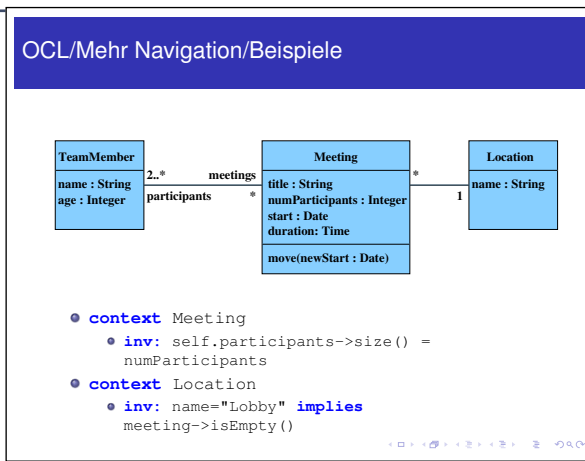 OCL/Mehr Navigation/Beispiele
TeamMember
name : String
age : Integer
2..*
participants
meetings
*
Meeting
title : String
numParticipants : Integer
start : Date
duration: Time
move(newStart : Date)
*
1
Location
name : String
context Meeting
inv: self.participants->size() =
numParticipants
context Location
inv: name="Lobby" implies
meeting->isEmpty()